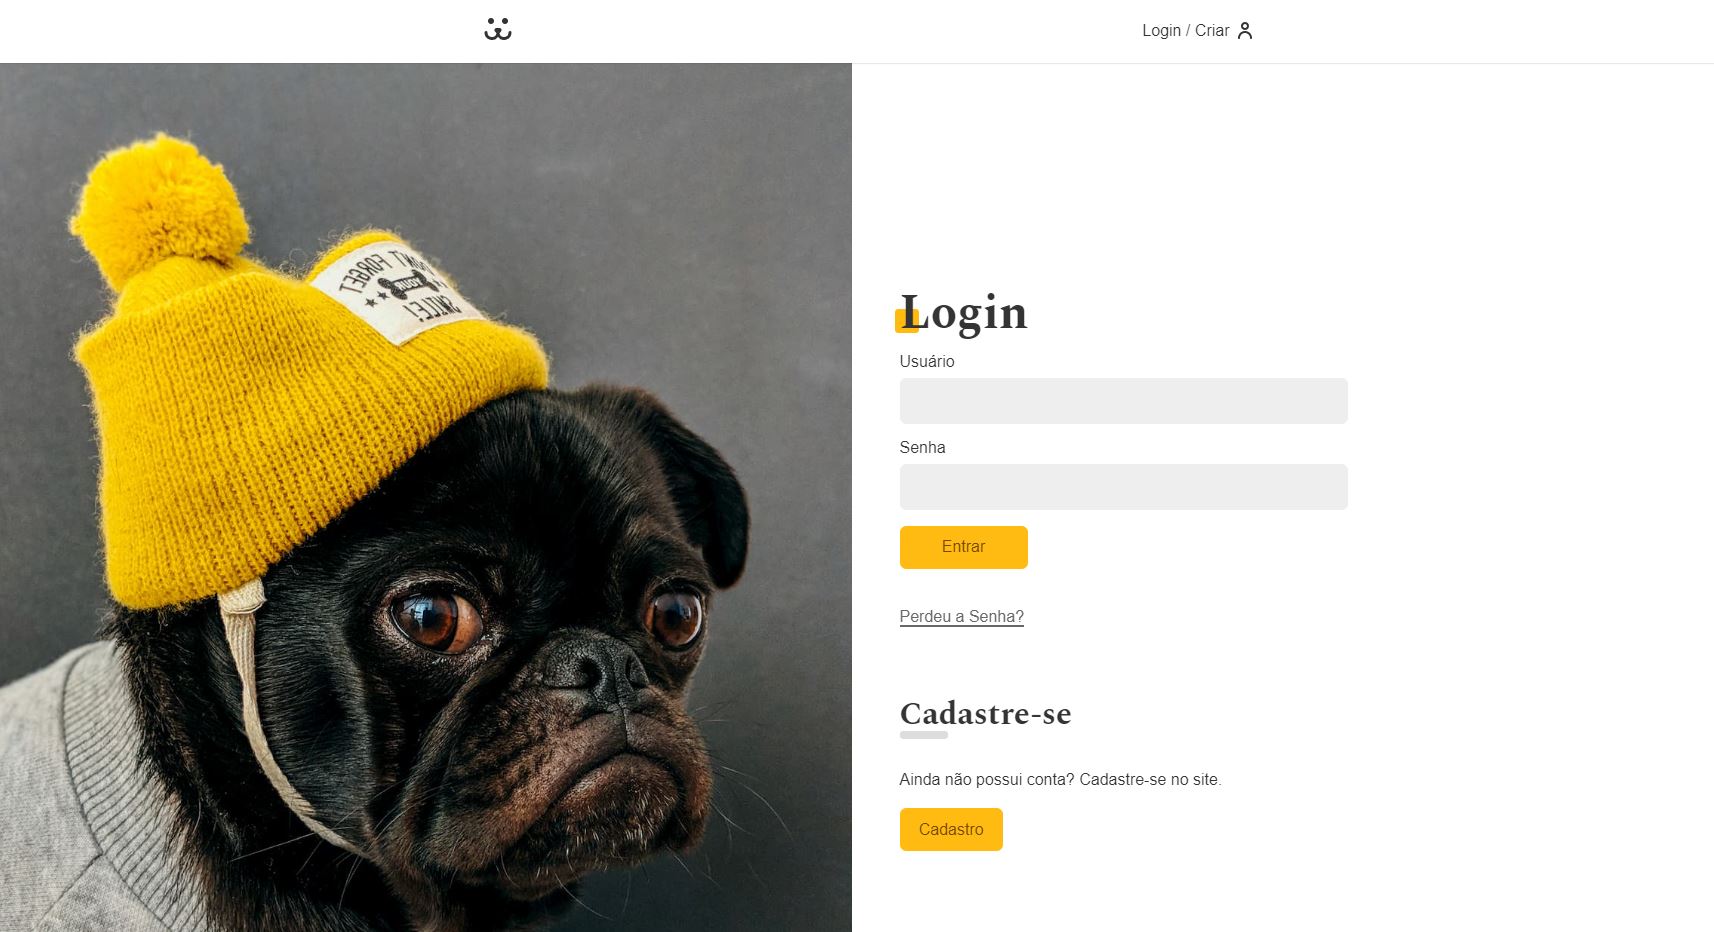 Login / Criar
DON'T FORGET
SMILE!
Login
Usuário
Senha
Entrar
Perdeu a Senha?
Cadastre-se
Ainda não possui conta? Cadastre-se no site.
Cadastro